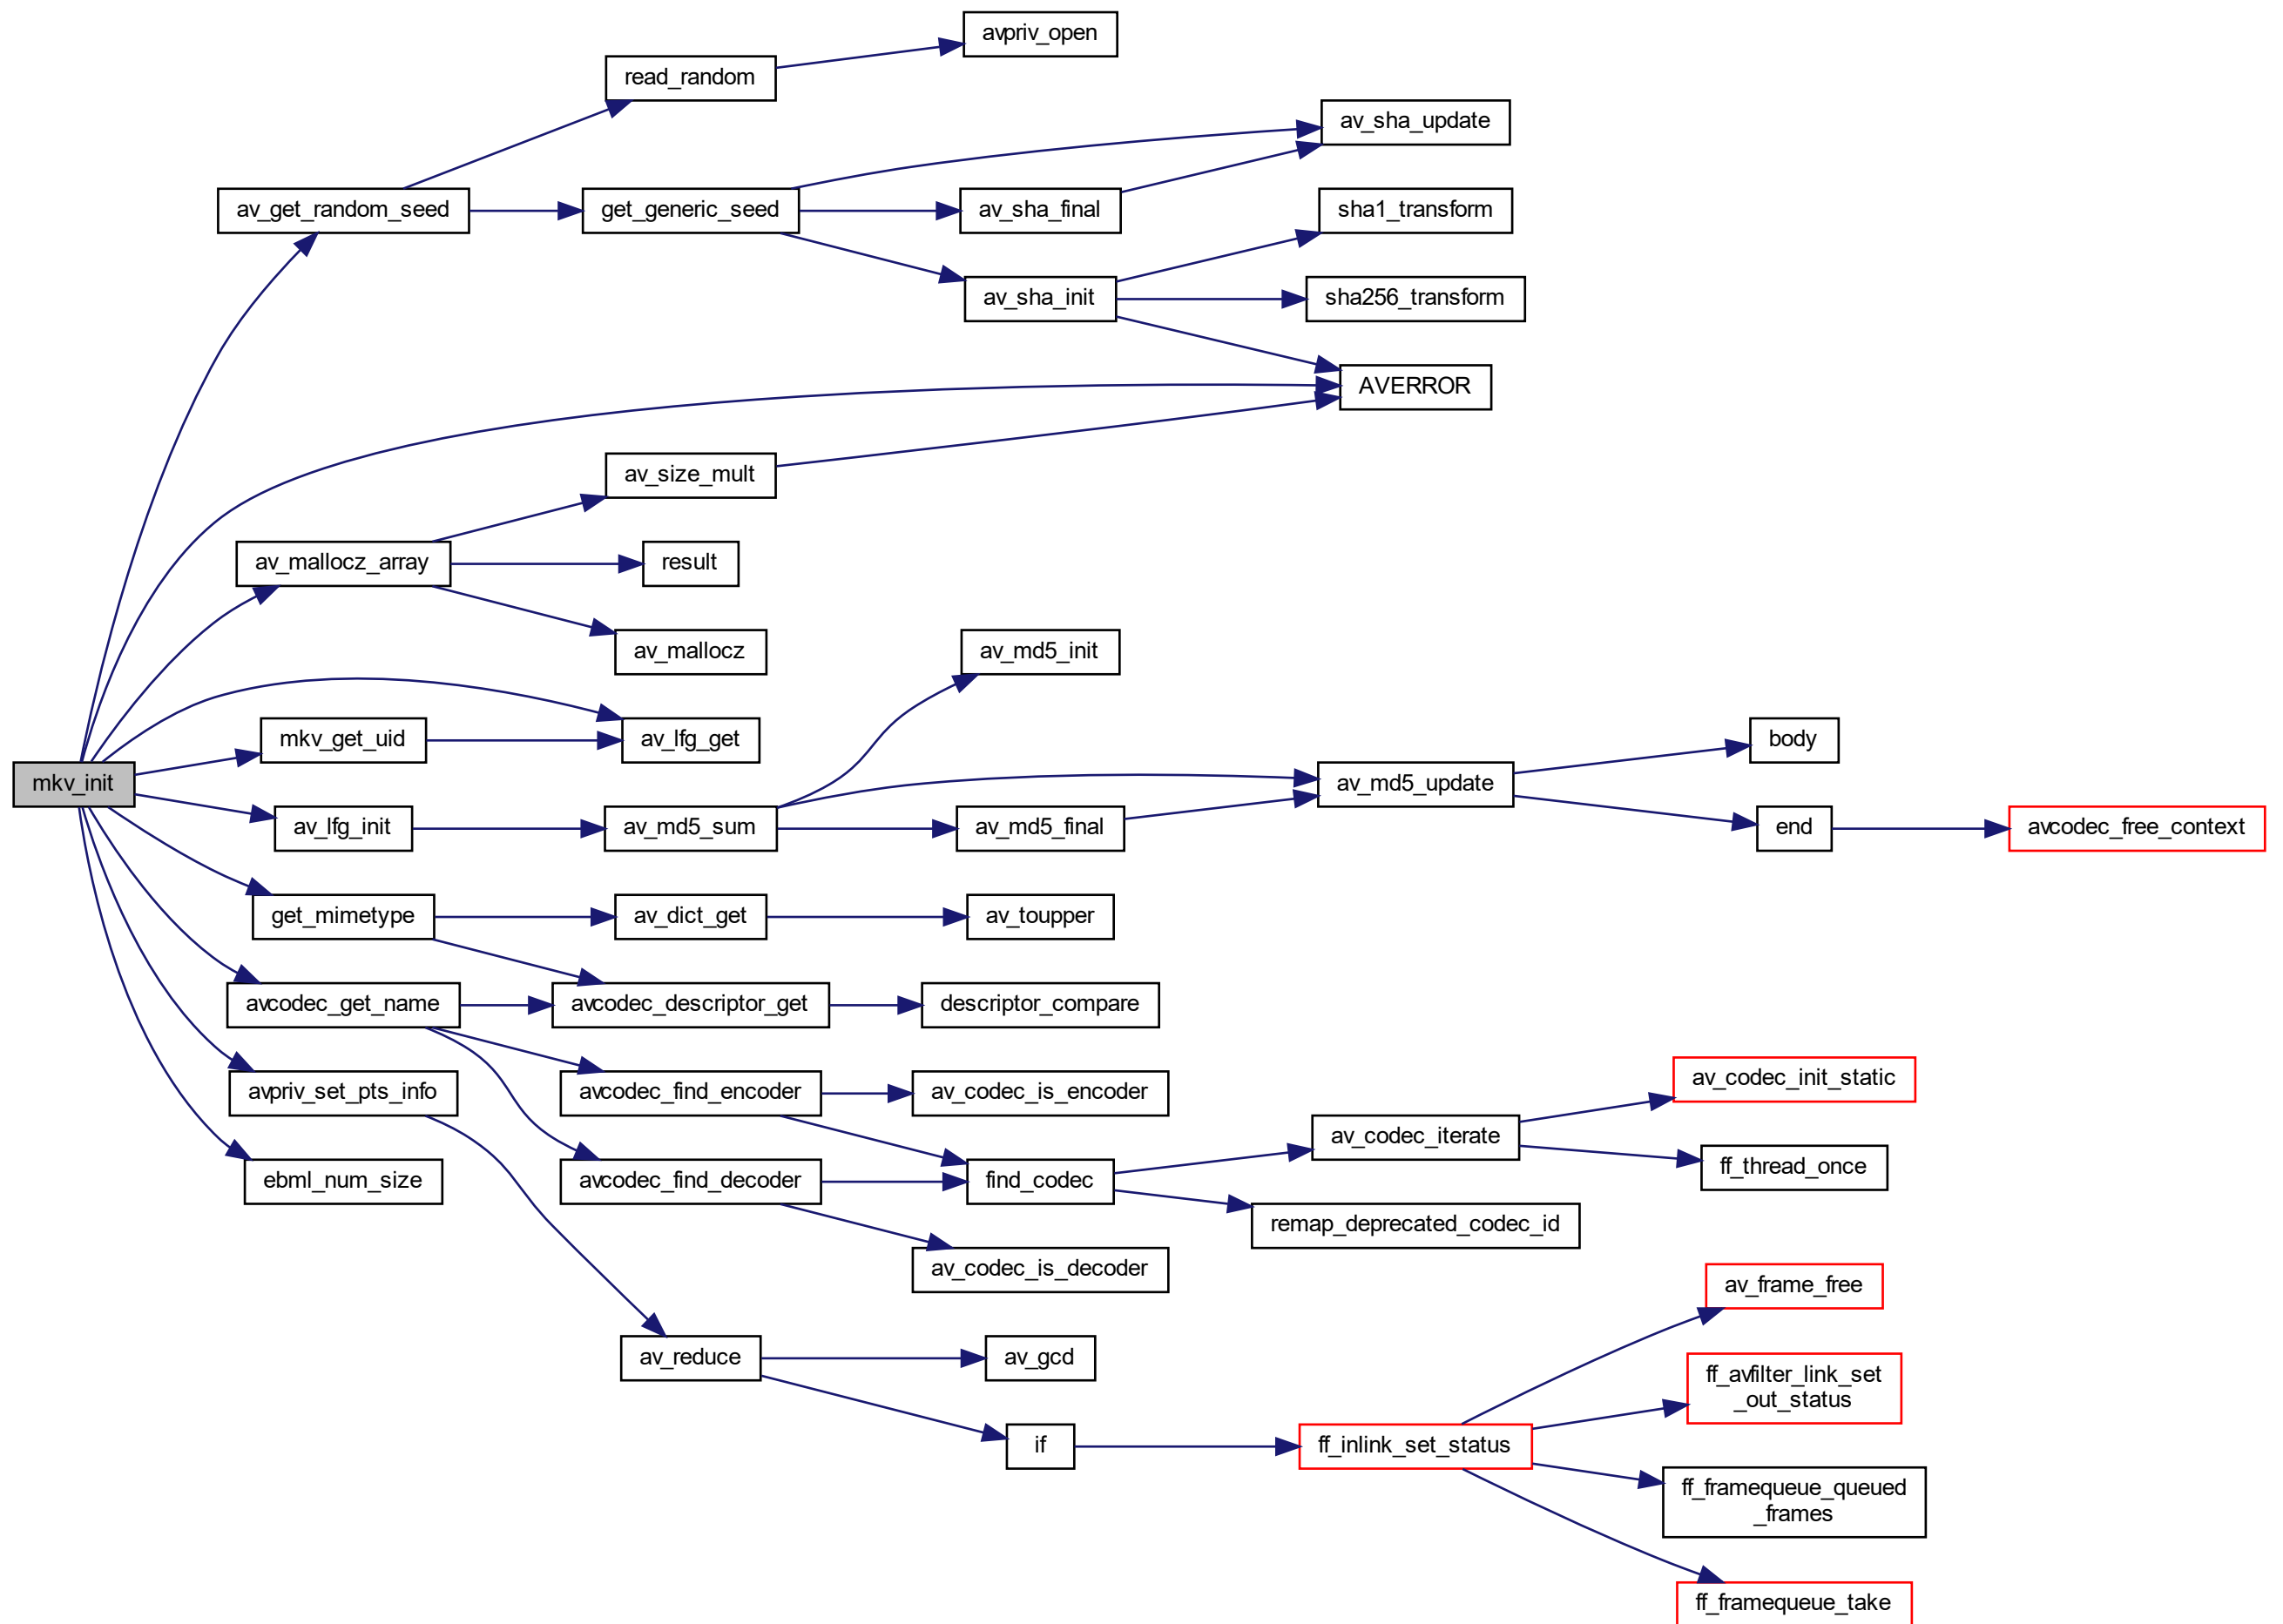 avpriv_open
read_random
av_sha_update
av_get_random_seed
get_generic_seed
av_sha_final
sha1_transform
av_sha_init
sha256_transform
AVERROR
av_size_mult
av_mallocz_array
result
av_mallocz
av_md5_init
mkv_get_uid
av_lfg_get
body
mkv_init
av_md5_update
av_lfg_init
av_md5_sum
av_md5_final
end
avcodec_free_context
get_mimetype
av_dict_get
av_toupper
avcodec_get_name
avcodec_descriptor_get
descriptor_compare
avpriv_set_pts_info
avcodec_find_encoder
av_codec_is_encoder
av_codec_init_static
av_codec_iterate
ff_thread_once
ebml_num_size
avcodec_find_decoder
find_codec
remap_deprecated_codec_id
av_codec_is_decoder
av_frame_free
av_reduce
av_gcd
ff_avfilter_link_set
_out_status
if
ff_inlink_set_status
ff_framequeue_queued
_frames
ff_framequeue_take